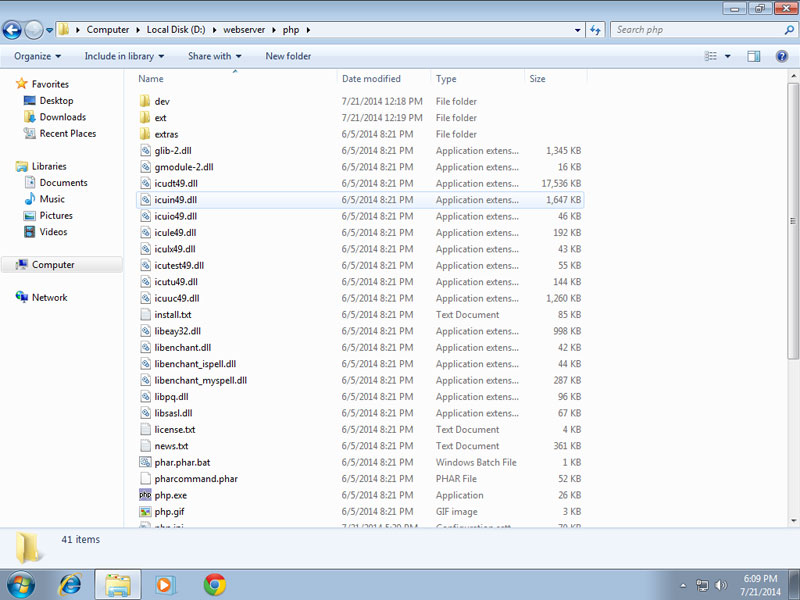 Computer Local Disk (D:) webserver php
Search php
Organize Include in library Share with New folder
Name Date modified Type Size
Favorites
Desktop
Downloads
Recent Places
Libraries
Documents
Music
Pictures
Videos
Computer
Network
dev 7/21/2014 12:18 PM File folder
ext 7/21/2014 12:19 PM File folder
extras 6/5/2014 8:21 PM File folder
glib-2.dll 6/5/2014 8:21 PM Application extens... 1,345 KB
gmodule-2.dll 6/5/2014 8:21 PM Application extens... 16 KB
icudt49.dll 6/5/2014 8:21 PM Application extens... 17,536 KB
icuin49.dll 6/5/2014 8:21 PM Application extens... 1,647 KB
icuio49.dll 6/5/2014 8:21 PM Application extens... 46 KB
icule49.dll 6/5/2014 8:21 PM Application extens... 192 KB
iculx49.dll 6/5/2014 8:21 PM Application extens... 43 KB
icutest49.dll 6/5/2014 8:21 PM Application extens... 55 KB
icutu49.dll 6/5/2014 8:21 PM Application extens... 144 KB
icuuc49.dll 6/5/2014 8:21 PM Application extens... 1,260 KB
install.txt 6/5/2014 8:21 PM Text Document 85 KB
libeay32.dll 6/5/2014 8:21 PM Application extens... 998 KB
libenchant.dll 6/5/2014 8:21 PM Application extens... 42 KB
libenchant_ispell.dll 6/5/2014 8:21 PM Application extens... 44 KB
libenchant_myspell.dll 6/5/2014 8:21 PM Application extens... 287 KB
libpq.dll 6/5/2014 8:21 PM Application extens... 96 KB
libsasl.dll 6/5/2014 8:21 PM Application extens... 67 KB
license.txt 6/5/2014 8:21 PM Text Document 4 KB
news.txt 6/5/2014 8:21 PM Text Document 361 KB
phar.phar.bat 6/5/2014 8:21 PM Windows Batch File 1 KB
pharcommand.phar 6/5/2014 8:21 PM PHAR File 52 KB
php php.exe 6/5/2014 8:21 PM Application 26 KB
php.gif 6/5/2014 8:21 PM GIF image 3 KB
41 items
6:09 PM
7/21/2014